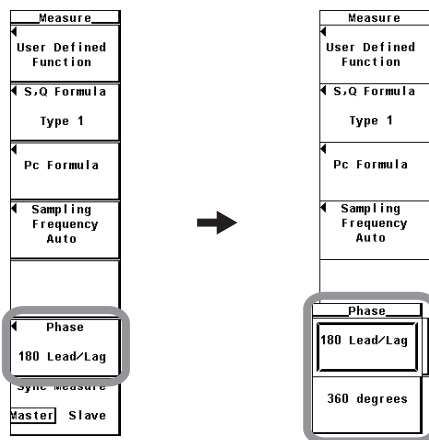 Measure
User Defined
Function
S,Q Formula
Type 1
Pc Formula
Sampling
Frequency
Auto
Phase
180 Lead/Lag
Sync Measure
Master Slave
Measure
User Defined
Function
S,Q Formula
Type 1
Pc Formula
Sampling
Frequency
Auto
Phase
180 Lead/Lag
360 degrees